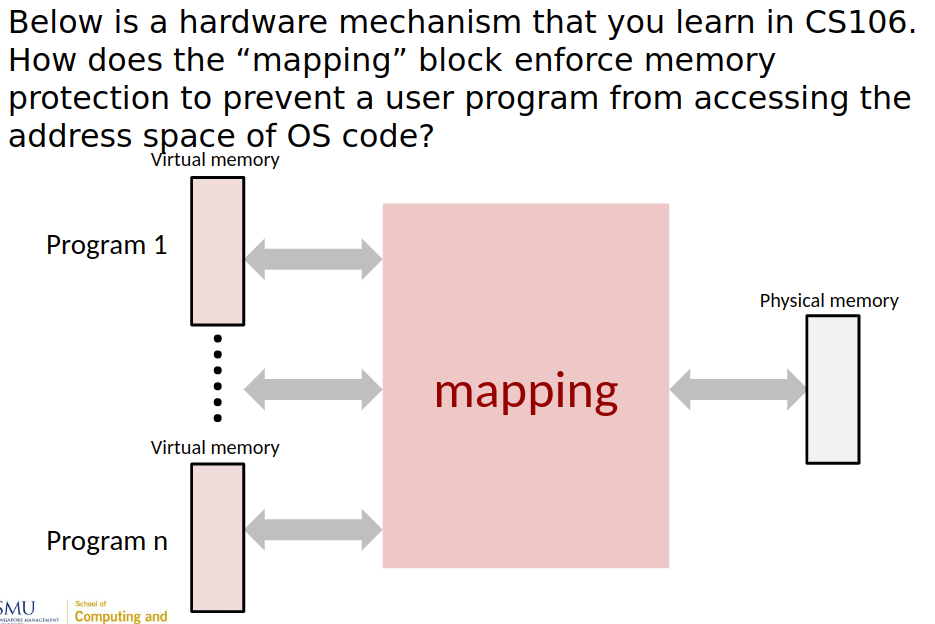 Below is a hardware mechanism that you learn in CS106.
How does the “mapping” block enforce memory
protection to prevent a user program from accessing the
address space of OS code?
Virtual memory
Program 1
Physical memory
mapping
Virtual memory
Program n
SMU
School of
Computing and